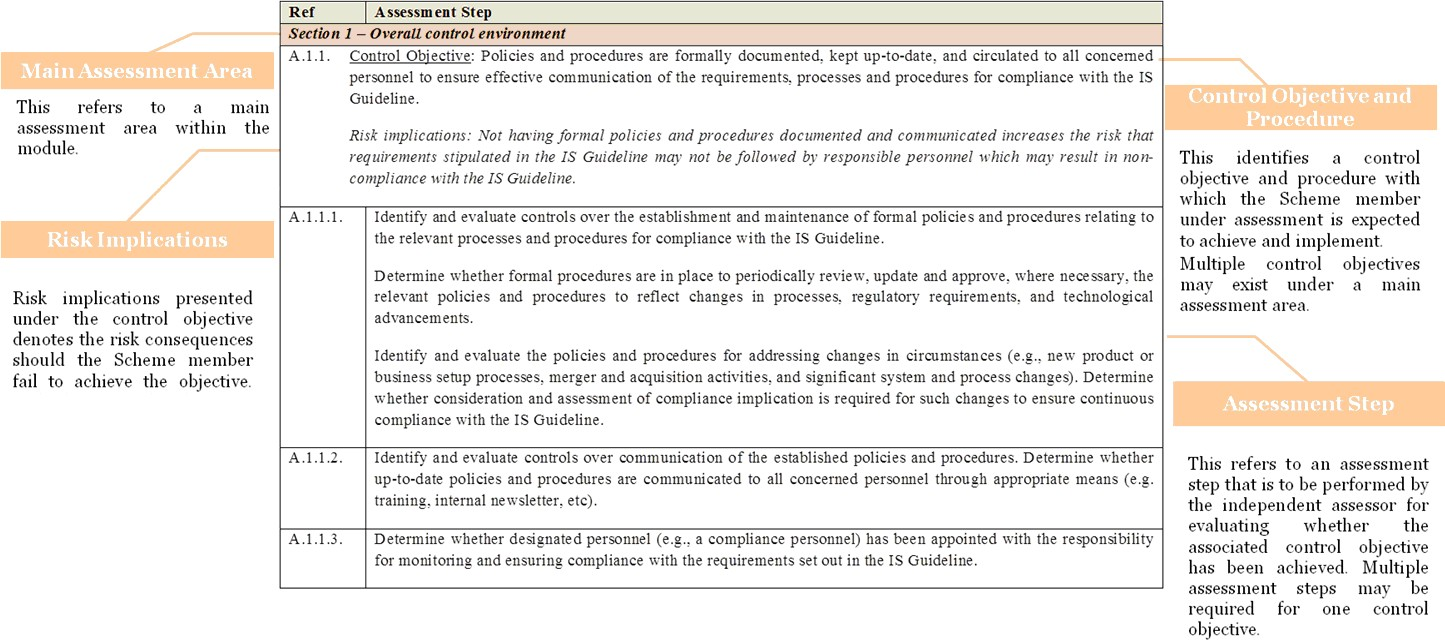 Main Assessment Area
This refers to a main
assessment area within the
module.
Risk Implications
Risk implications presented
under the control objective
denotes the risk consequences
should the Scheme member
fail to achieve the objective.
Ref Assessment Step
Section 1 – Overall control environment
A.1.1. Control Objective: Policies and procedures are formally documented, kept up-to-date, and circulated to all concerned
personnel to ensure effective communication of the requirements, processes and procedures for compliance with the IS
Guideline.
Risk implications: Not having formal policies and procedures documented and communicated increases the risk that
requirements stipulated in the IS Guideline may not be followed by responsible personnel which may result in non-
compliance with the IS Guideline.
A.1.1.1. Identify and evaluate controls over the establishment and maintenance of formal policies and procedures relating to
the relevant processes and procedures for compliance with the IS Guideline.
Determine whether formal procedures are in place to periodically review, update and approve, where necessary, the
relevant policies and procedures to reflect changes in processes, regulatory requirements, and technological
advancements.
Identify and evaluate the policies and procedures for addressing changes in circumstances (e.g., new product or
business setup processes, merger and acquisition activities, and significant system and process changes). Determine
whether consideration and assessment of compliance implication is required for such changes to ensure continuous
compliance with the IS Guideline.
A.1.1.2. Identify and evaluate controls over communication of the established policies and procedures. Determine whether
up-to-date policies and procedures are communicated to all concerned personnel through appropriate means (e.g.
training, internal newsletter, etc).
A.1.1.3. Determine whether designated personnel (e.g., a compliance personnel) has been appointed with the responsibility
for monitoring and ensuring compliance with the requirements set out in the IS Guideline.
Control Objective and
Procedure
This identifies a control
objective and procedure with
which the Scheme member
under assessment is expected
to achieve and implement.
Multiple control objectives
may exist under a main
assessment area.
Assessment Step
This refers to an assessment
step that is to be performed by
the independent assessor for
evaluating whether the
associated control objective
has been achieved. Multiple
assessment steps may be
required for one control
objective.